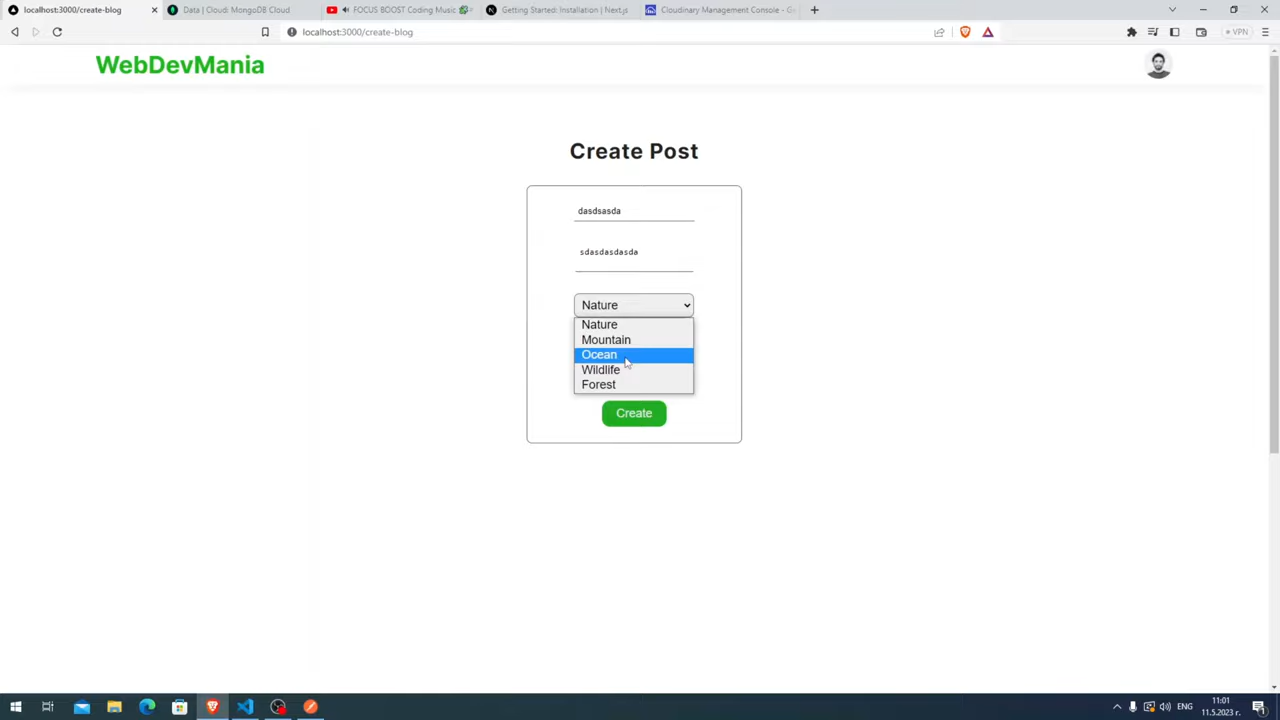 localhost:3000/create-blog
Data | Cloud: MongoDB Cloud
FOCUS BOOST Coding Music
Getting Started: Installation | Next.js
Cloudinary Management Console - Ge
localhost:3000/create-blog
VPN
WebDevMania
Create Post
dasdsasda
sdasdasdasda
Nature
Nature
Mountain
Ocean
Wildlife
Forest
Create
ENG
11:01
11.5.2023 г.